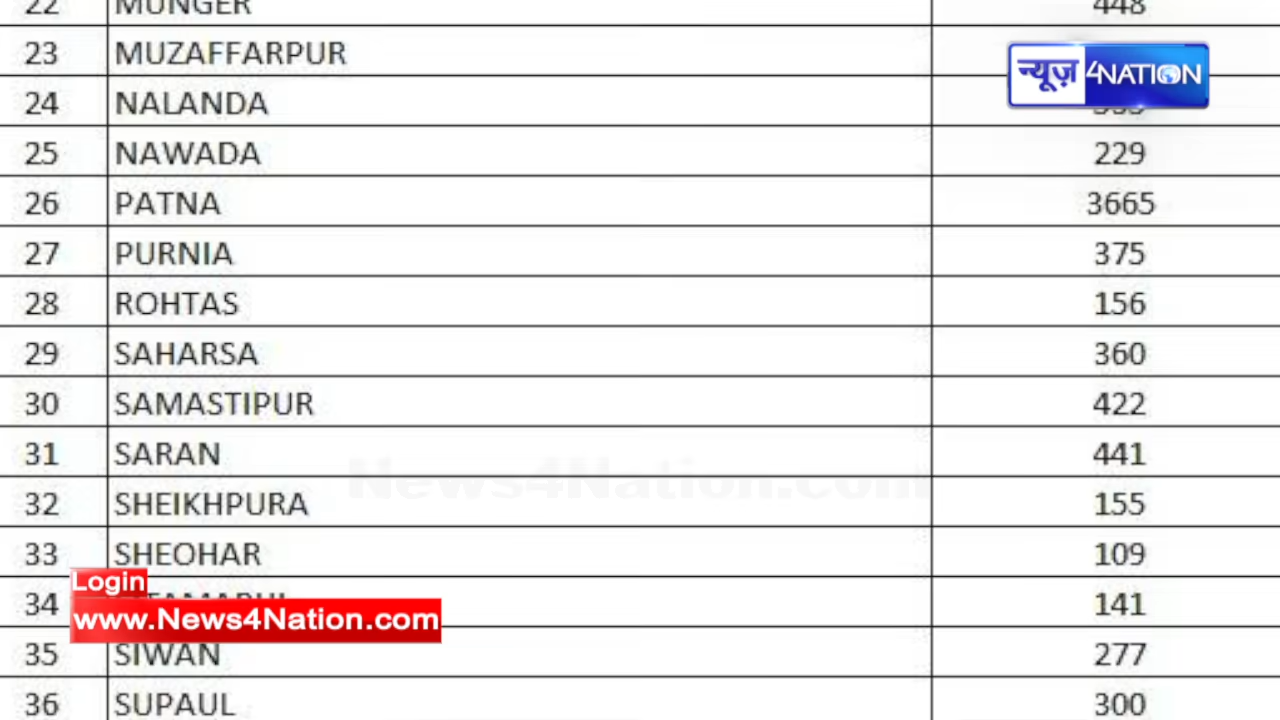 22 MUNGER 448
23 MUZAFFARPUR
न्यूज़ 4NATION
24 NALANDA
25 NAWADA 229
26 PATNA 3665
27 PURNIA 375
28 ROHTAS 156
29 SAHARSA 360
30 SAMASTIPUR 422
31 SARAN 441
News4Nation.com
32 SHEIKHPURA 155
33 SHEOHAR 109
Login
34 141
www.News4Nation.com
35 SIWAN 277
36 SUPAUL 300